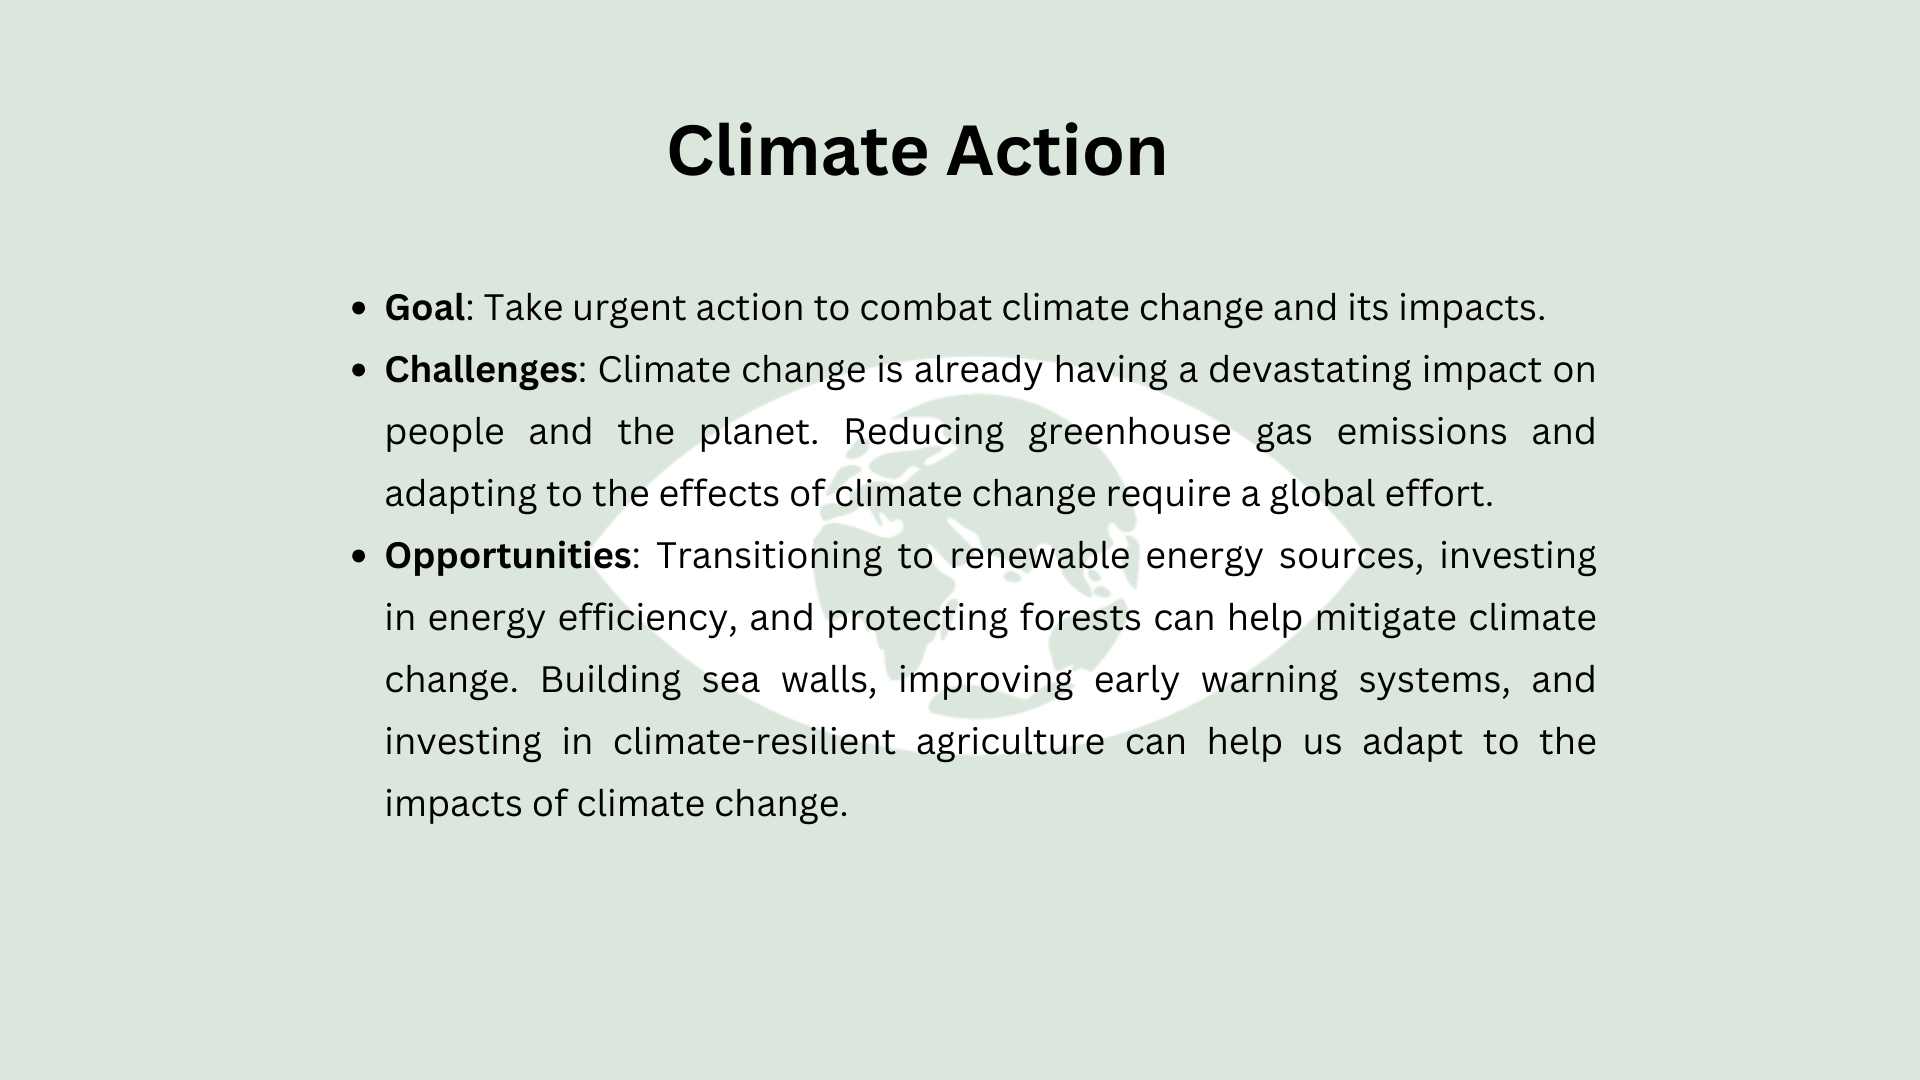 Climate Action
• Goal: Take urgent action to combat climate change and its impacts.
• Challenges: Climate change is already having a devastating impact on
people and the planet. Reducing greenhouse gas emissions and
adapting to the effects of climate change require a global effort.
• Opportunities: Transitioning to renewable energy sources, investing
in energy efficiency, and protecting forests can help mitigate climate
change. Building sea walls, improving early warning systems, and
investing in climate-resilient agriculture can help us adapt to the
impacts of climate change.